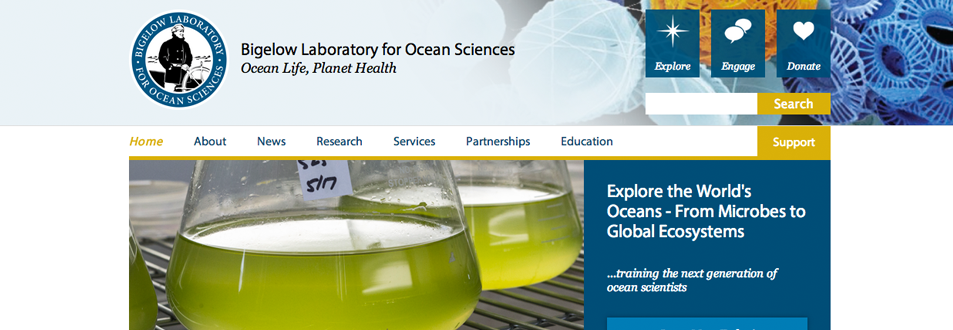 BIGELOW LABORATORY
FOR OCEAN SCIENCES
Bigelow Laboratory for Ocean Sciences
Ocean Life, Planet Health
Explore
Engage
Donate
Search
Home
About
News
Research
Services
Partnerships
Education
Support
5/17
Explore the World's
Oceans - From Microbes to
Global Ecosystems
...training the next generation of
ocean scientists